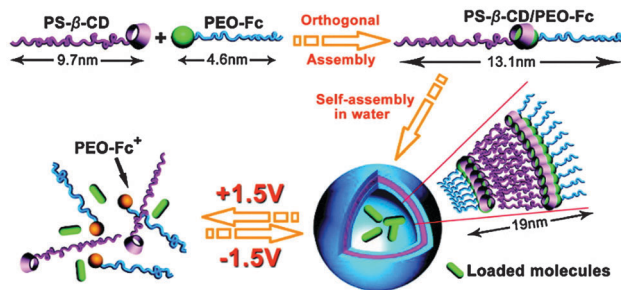 PS-β-CD + PEO-Fc
Orthogonal
Assembly
PS-β-CD/PEO-Fc
9.7nm
4.6nm
13.1nm
Self-assembly
in water
PEO-Fc⁺
+1.5V
-1.5V
19nm
Loaded molecules